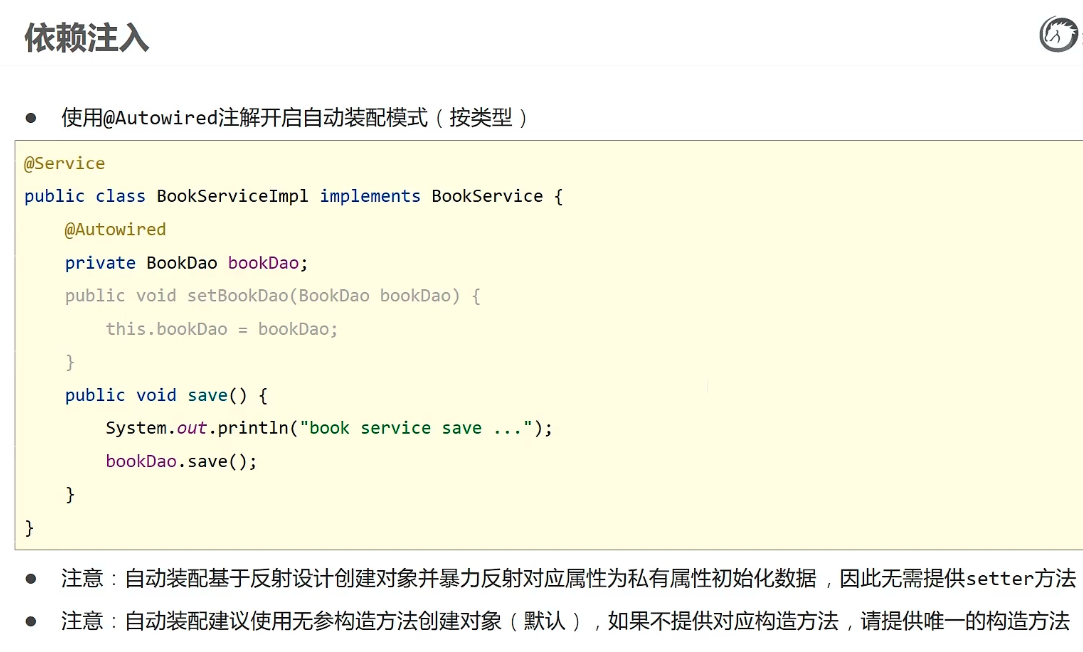 依赖注入
● 使用@Autowired注解开启自动装配模式（按类型）
@Service
public class BookServiceImpl implements BookService {
    @Autowired
    private BookDao bookDao;
    public void setBookDao(BookDao bookDao) {
        this.bookDao = bookDao;
    }
    public void save() {
        System.out.println("book service save ...");
        bookDao.save();
    }
}
● 注意：自动装配基于反射设计创建对象并暴力反射对应属性为私有属性初始化数据，因此无需提供setter方法
● 注意：自动装配建议使用无参构造方法创建对象（默认），如果不提供对应构造方法，请提供唯一的构造方法